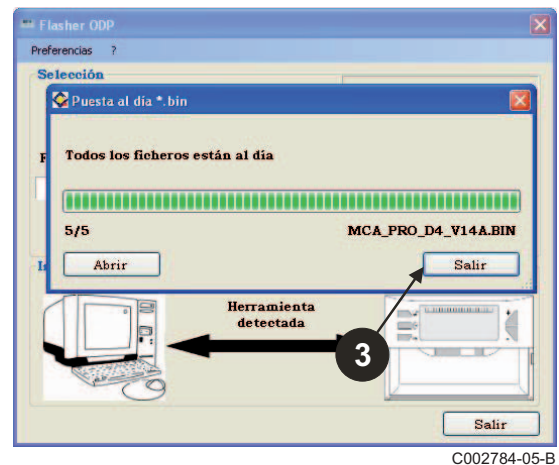 Flasher ODP
Preferencias ?
Selección
Puesta al día *.bin
Todos los ficheros están al día
5/5 MCA_PRO_D4_V14A.BIN
Abrir Salir
Herramienta
detectada
3
Salir
C002784-05-B